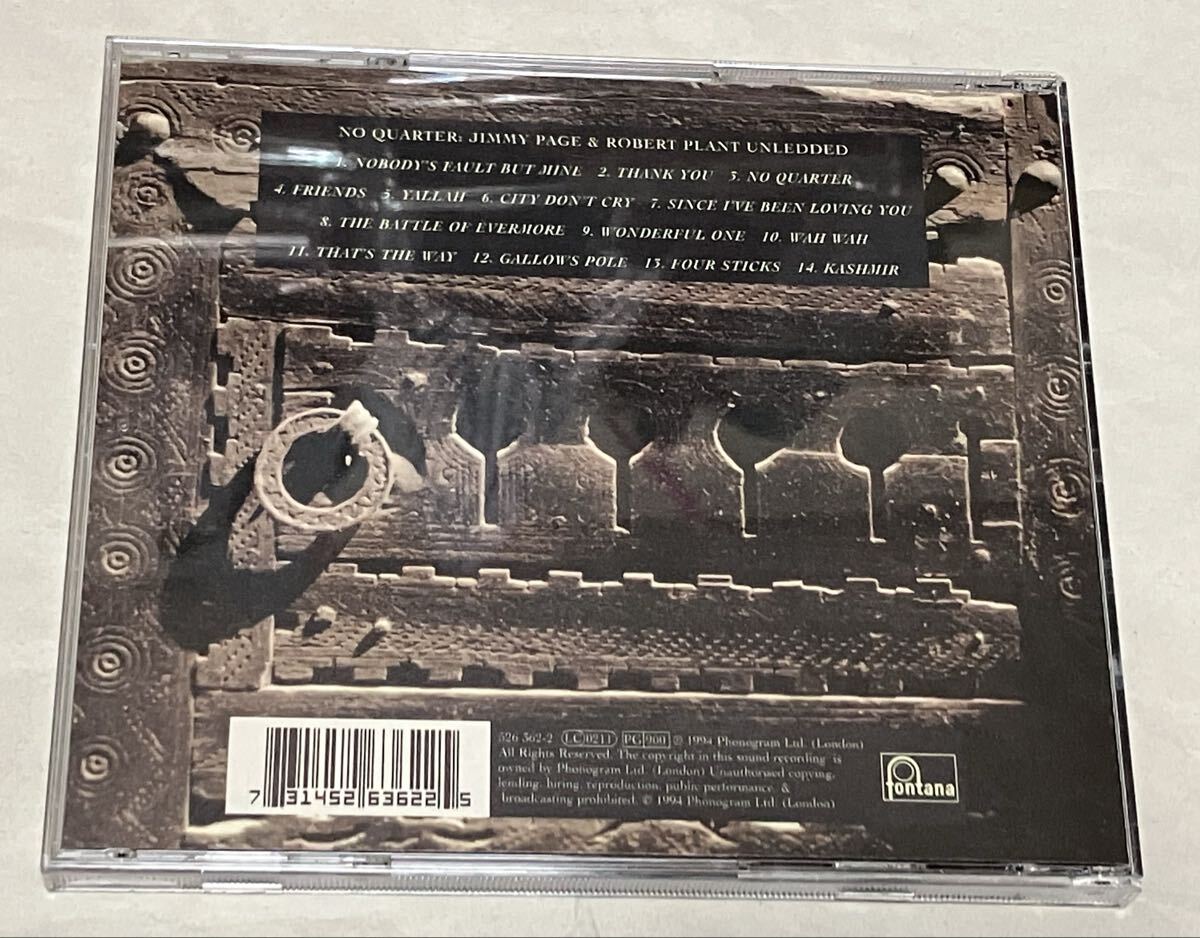 NO QUARTER: JIMMY PAGE & ROBERT PLANT UNLEDDED
1. NOBODY'S FAULT BUT MINE 2. THANK YOU 3. NO QUARTER
4. FRIENDS 5. YALLAH 6. CITY DON'T CRY 7. SINCE I'VE BEEN LOVING YOU
8. THE BATTLE OF EVERMORE 9. WONDERFUL ONE 10. WAH WAH
11. THAT'S THE WAY 12. GALLOWS POLE 13. FOUR STICKS 14. KASHMIR
526 362-2 LC 0211 PG 900 ℗ 1994 Phonogram Ltd. (London)
All Rights Reserved. The copyright in this sound recording is
owned by Phonogram Ltd. (London) Unauthorised copying,
lending, hiring, reproduction, public performance &
broadcasting prohibited. © 1994 Phonogram Ltd. (London)
fontana
7 31452 63622 5